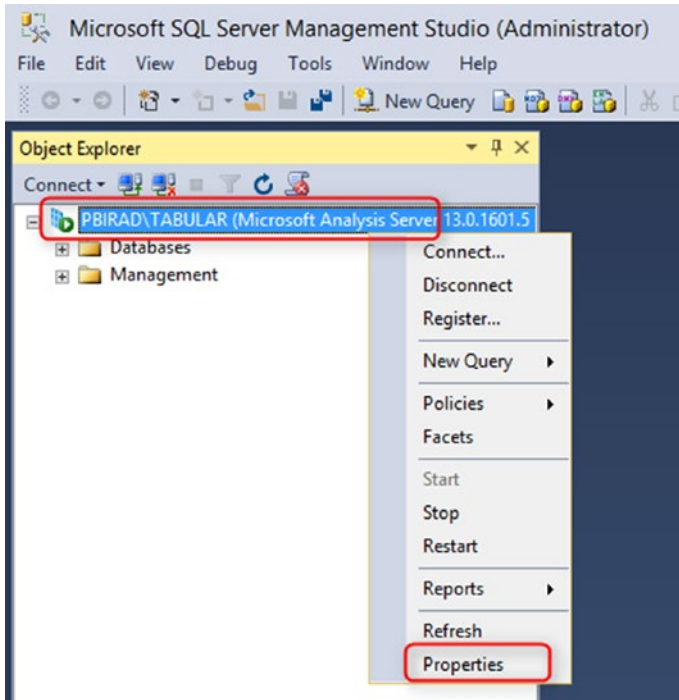 Microsoft SQL Server Management Studio (Administrator)
File Edit View Debug Tools Window Help
New Query
Object Explorer
Connect
PBIRAD\TABULAR (Microsoft Analysis Server 13.0.1601.5
Databases
Management
Connect...
Disconnect
Register...
New Query
Policies
Facets
Start
Stop
Restart
Reports
Refresh
Properties